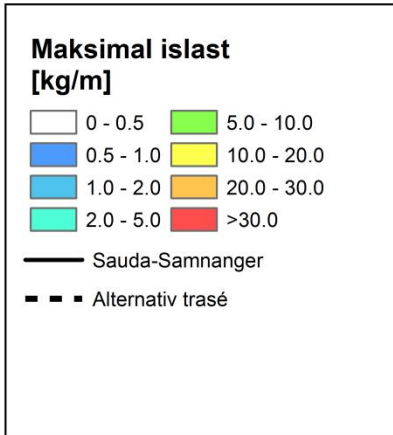 Maksimal islast
[kg/m]
0 - 0.5
5.0 - 10.0
0.5 - 1.0
10.0 - 20.0
1.0 - 2.0
20.0 - 30.0
2.0 - 5.0
>30.0
Sauda-Samnanger
Alternativ trasé